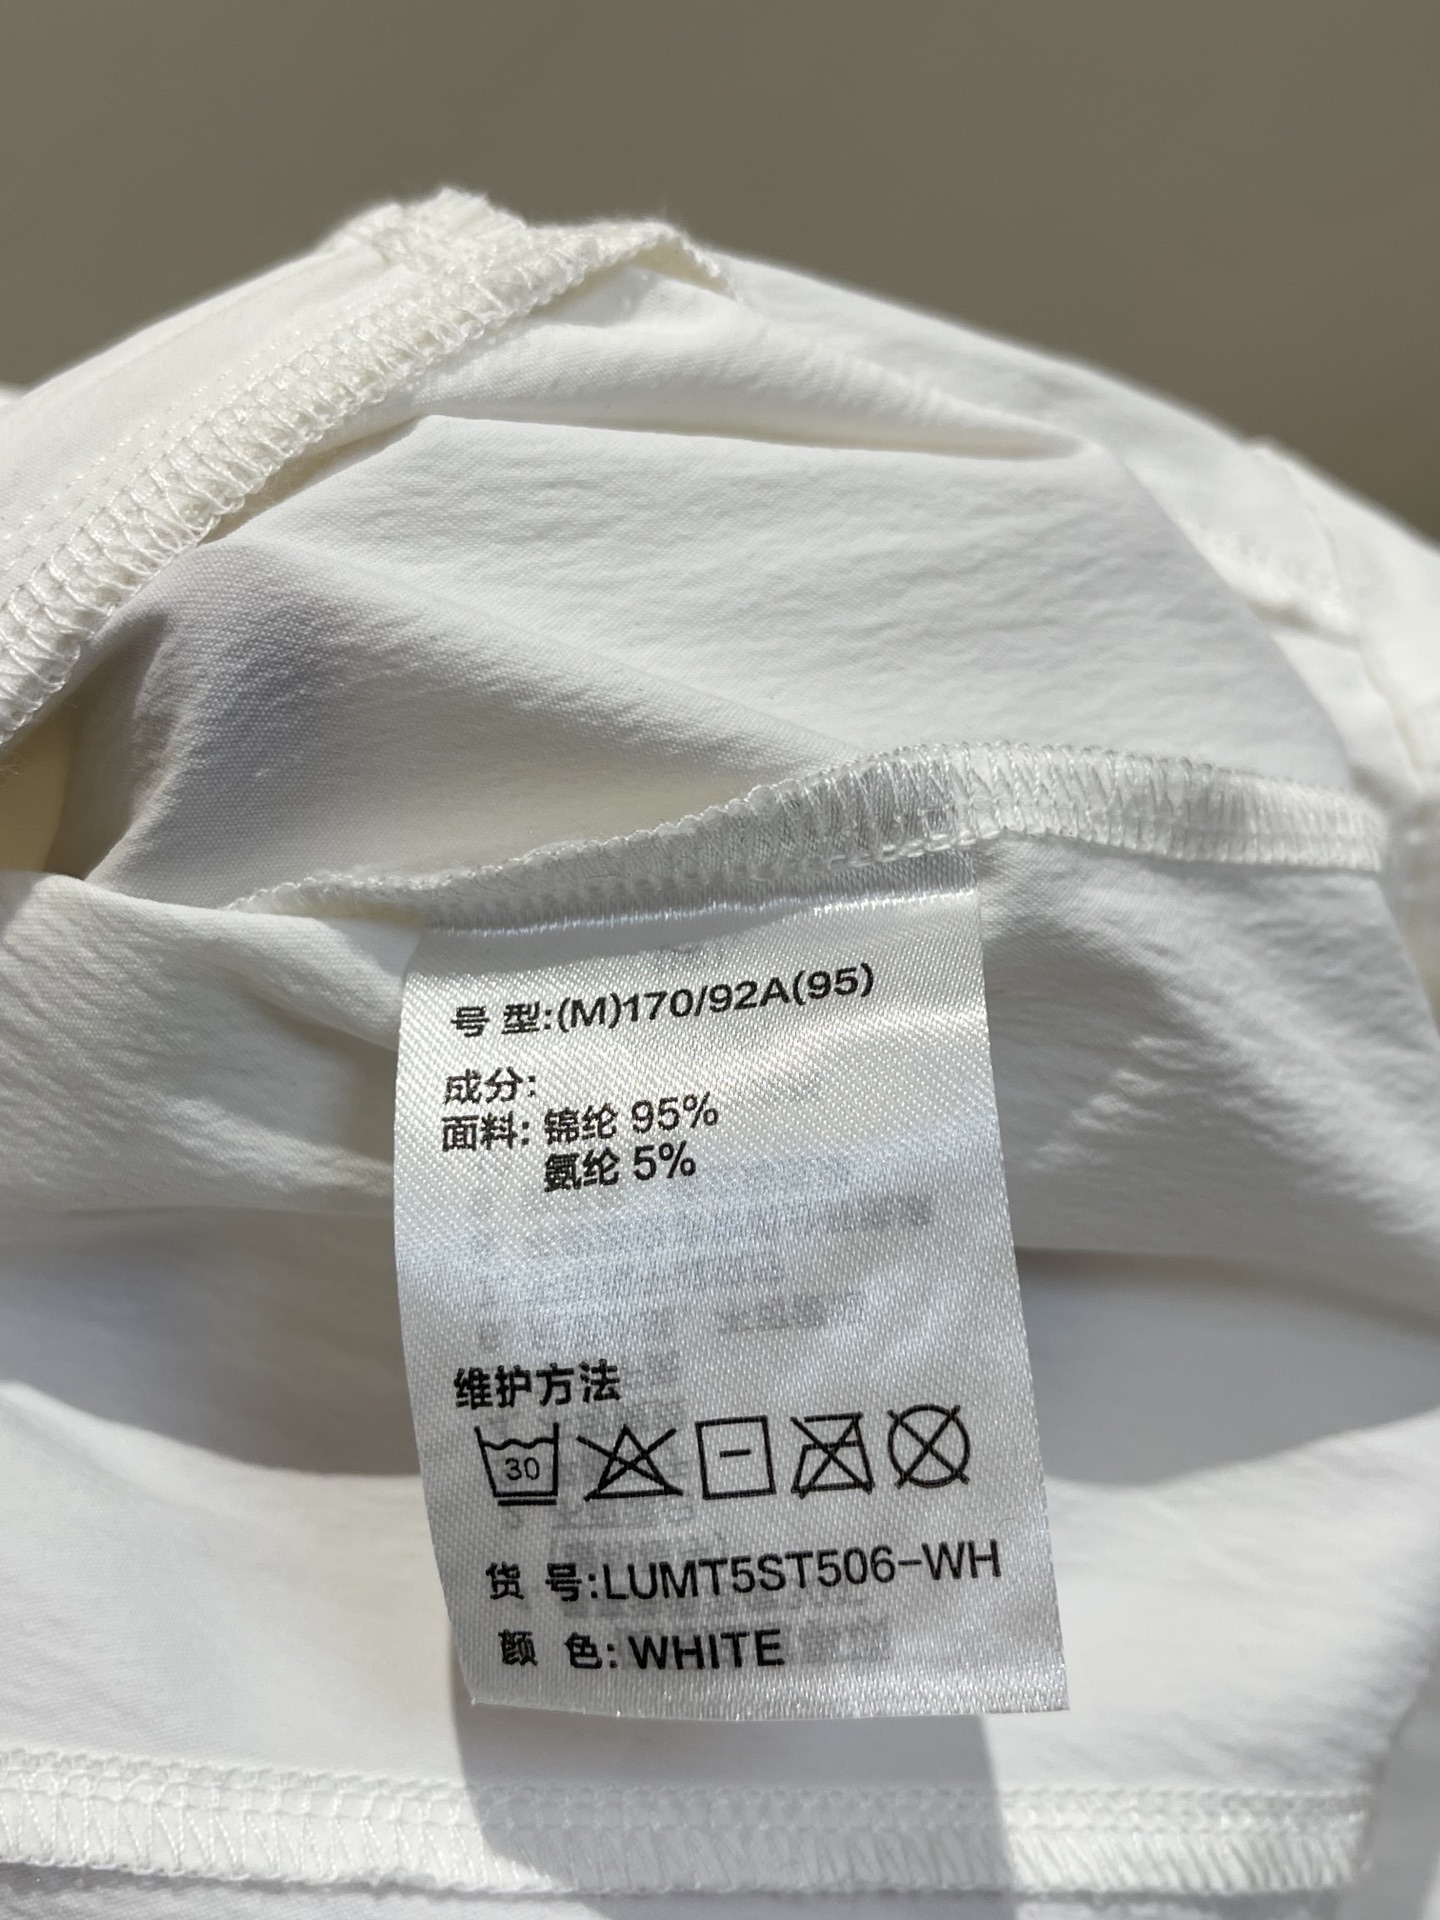 号 型:(M)170/92A(95)
成分:
面料: 锦纶 95%
氨纶 5%
维护方法
30
货 号:LUMT5ST506-WH
颜 色: WHITE